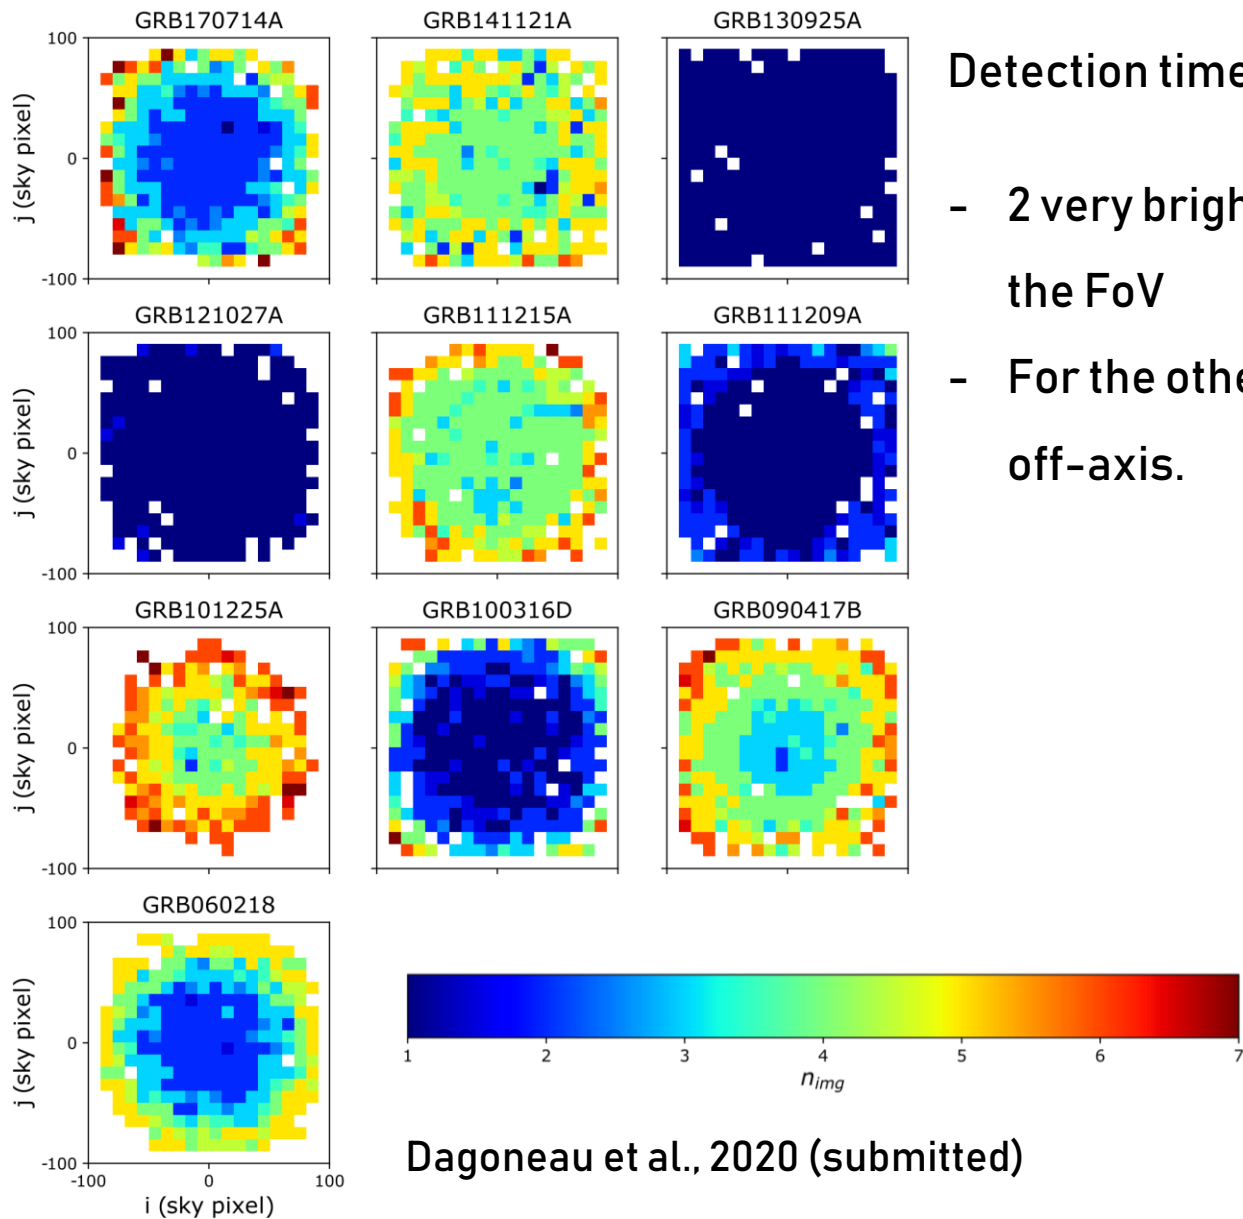 GRB170714A GRB141121A GRB130925A
100
0
-100
j (sky pixel)
GRB121027A GRB111215A GRB111209A
100
0
-100
j (sky pixel)
GRB101225A GRB100316D GRB090417B
100
0
-100
j (sky pixel)
GRB060218
100
0
-100
j (sky pixel)
-100 0 100
i (sky pixel)
1 2 3 4 5 6 7
nimg
Dagoneau et al., 2020 (submitted)
Detection time
- 2 very brigh
the FoV
- For the othe
off-axis.